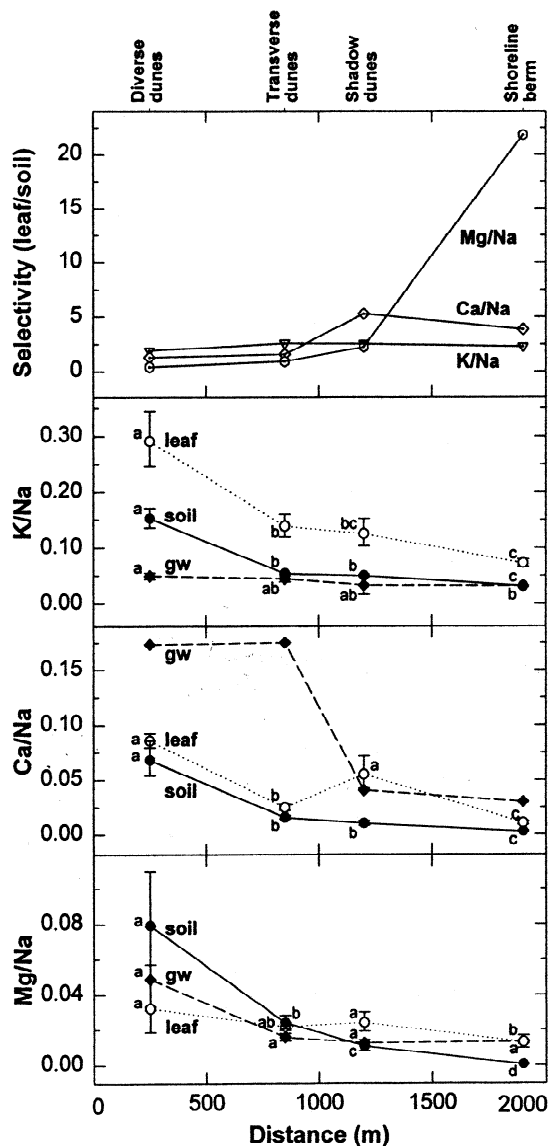 Diverse
dunes
Transverse
dunes
Shadow
dunes
Shoreline
berm
Selectivity (leaf/soil)
20
15
10
5
0
Mg/Na
Ca/Na
K/Na
K/Na
0.30
0.20
0.10
0.00
a leaf
a soil
a gw
b
bc
c
b
b
c
ab
ab
b
Ca/Na
0.15
0.10
0.05
0.00
gw
a leaf
a
soil
b
a
c
b
b
c
Mg/Na
0.08
0.04
0.00
a soil
a gw
a leaf
ab
b
a
a
a
c
b
a
d
0
500
1000
1500
2000
Distance (m)